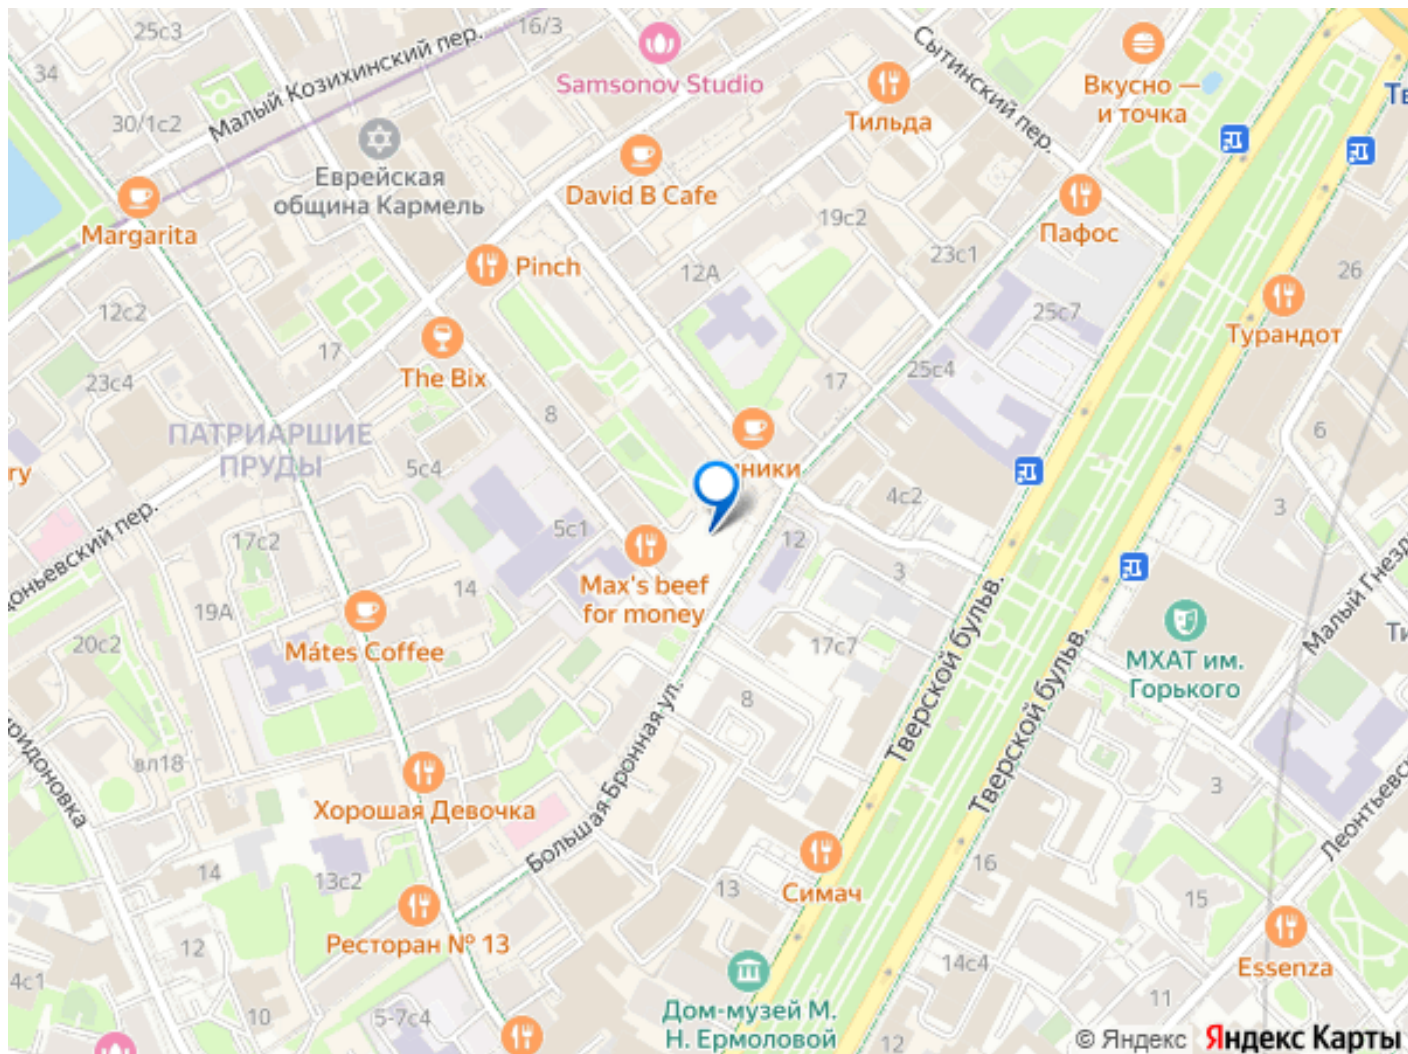 25с3
16/3
34
Малый Козихинский пер.
Samsonov Studio
Сытинский пер.
Вкусно —
и точка
Тильда
30/1с2
Еврейская
община Кармель
David B Cafe
Margarita
19с2
Пафос
Pinch
12А
23с1
26
12с2
25с7
Турандот
17
The Bix
23с4
17
25с4
8
6
ПАТРИАРШИЕ
ПРУДЫ
5с4
ники
4с2
3
5с1
17с2
12
3
Max's beef
for money
14
19А
20с2
Mátes Coffee
17с7
МХАТ им.
Горького
Тверской бульв.
Тверской бульв.
8
Большая Бронная ул.
вл18
Хорошая Девочка
3
14
13с2
13
Симач
16
15
Ресторан № 13
12
14с4
Essenza
4с1
10
5-7с4
Дом-музей М.
Н. Ермоловой
12
11
© Яндекс Яндекс Карты